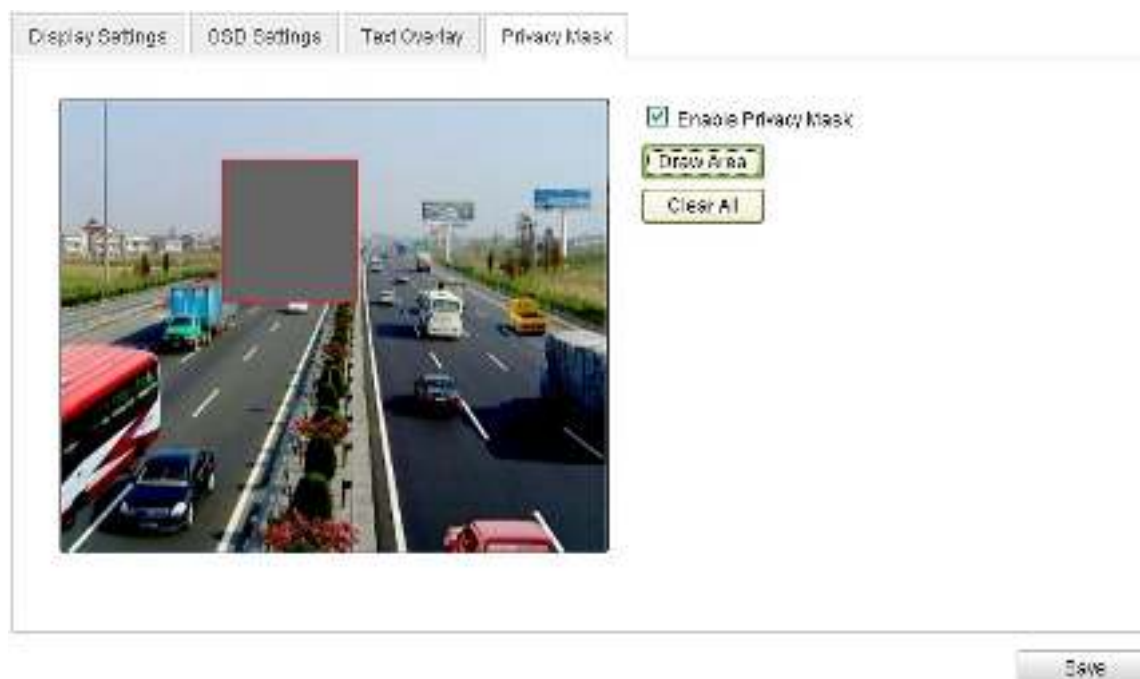 Display Settings OSD Settings Text Overlay Privacy Mask
Enable Privacy Mask
Draw Area
Clear All
Save